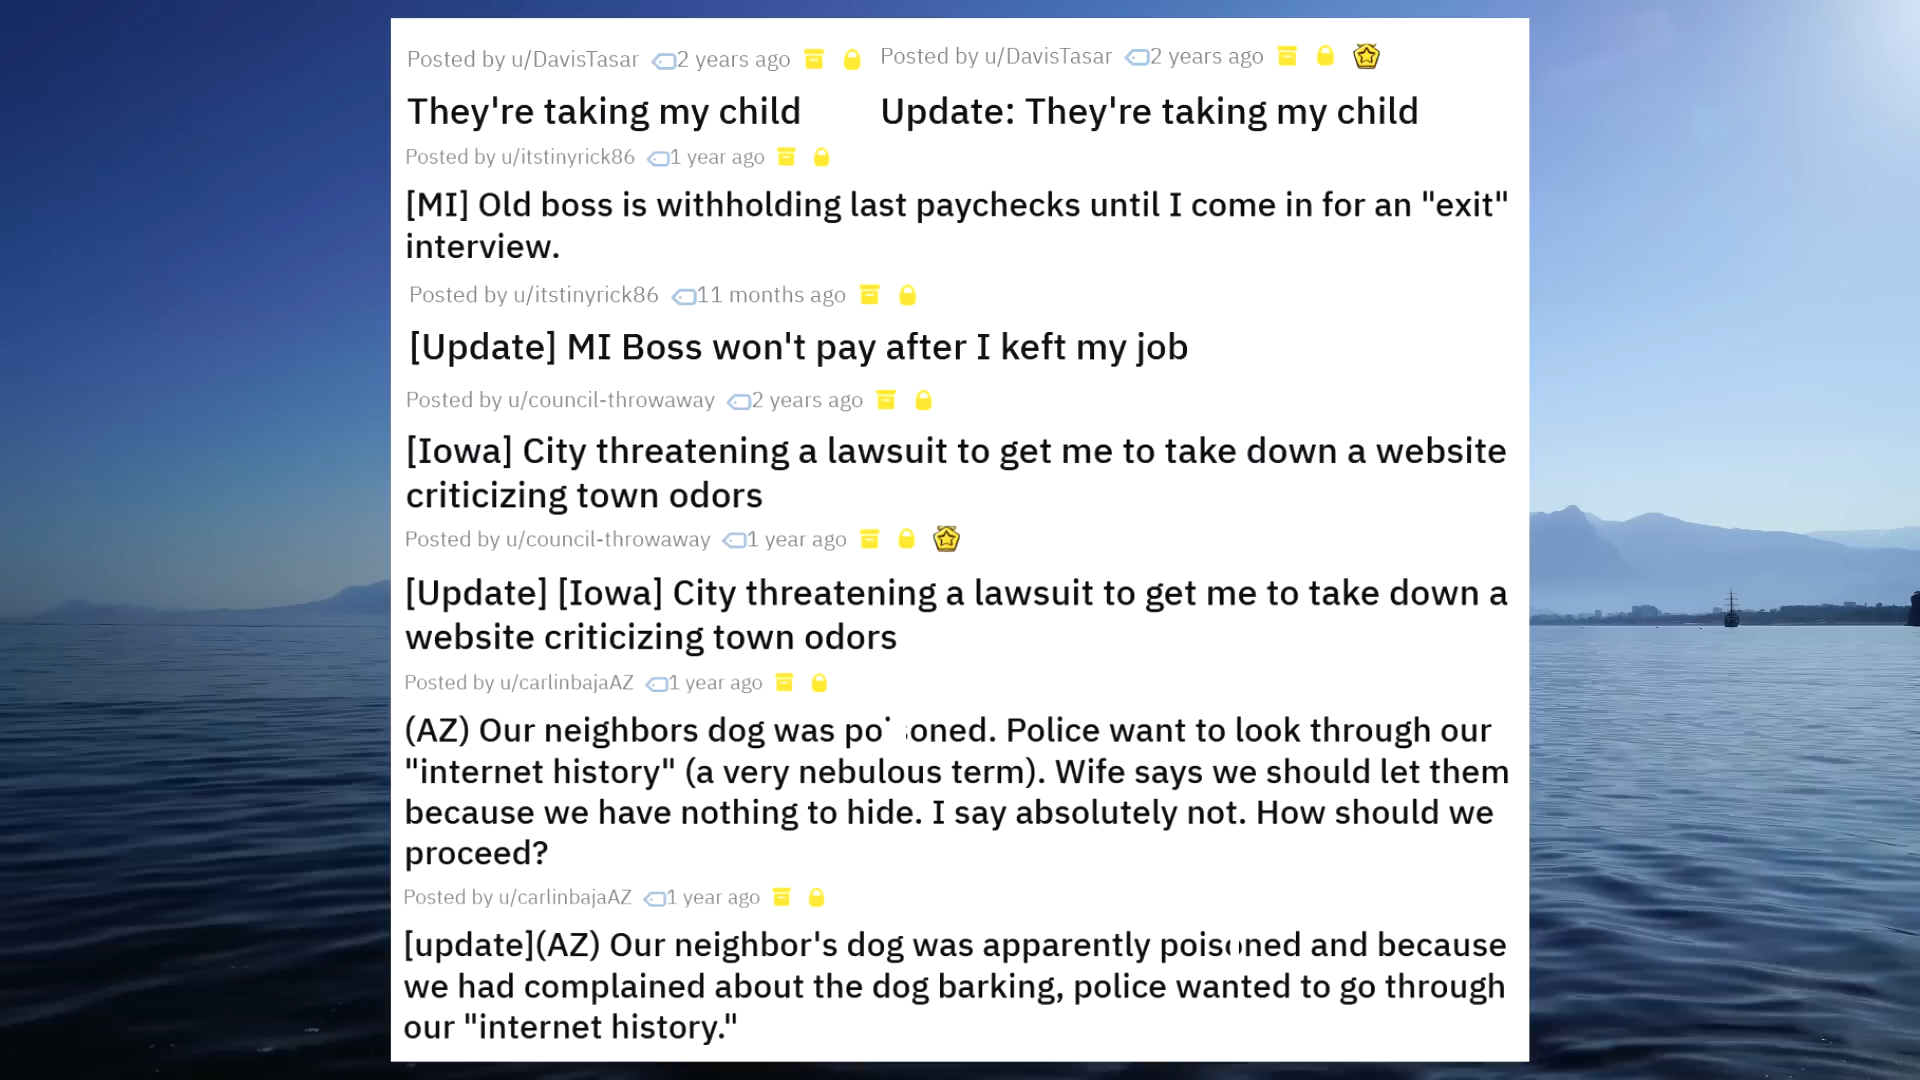 Posted by u/DavisTasar 2 years ago
Posted by u/DavisTasar 2 years ago
They're taking my child
Update: They're taking my child
Posted by u/itstinyrick86 1 year ago
[MI] Old boss is withholding last paychecks until I come in for an "exit"
interview.
Posted by u/itstinyrick86 11 months ago
[Update] MI Boss won't pay after I keft my job
Posted by u/council-throwaway 2 years ago
[Iowa] City threatening a lawsuit to get me to take down a website
criticizing town odors
Posted by u/council-throwaway 1 year ago
[Update] [Iowa] City threatening a lawsuit to get me to take down a
website criticizing town odors
Posted by u/carlinbajaAZ 1 year ago
(AZ) Our neighbors dog was poisoned. Police want to look through our
"internet history" (a very nebulous term). Wife says we should let them
because we have nothing to hide. I say absolutely not. How should we
proceed?
Posted by u/carlinbajaAZ 1 year ago
[update](AZ) Our neighbor's dog was apparently poisoned and because
we had complained about the dog barking, police wanted to go through
our "internet history."